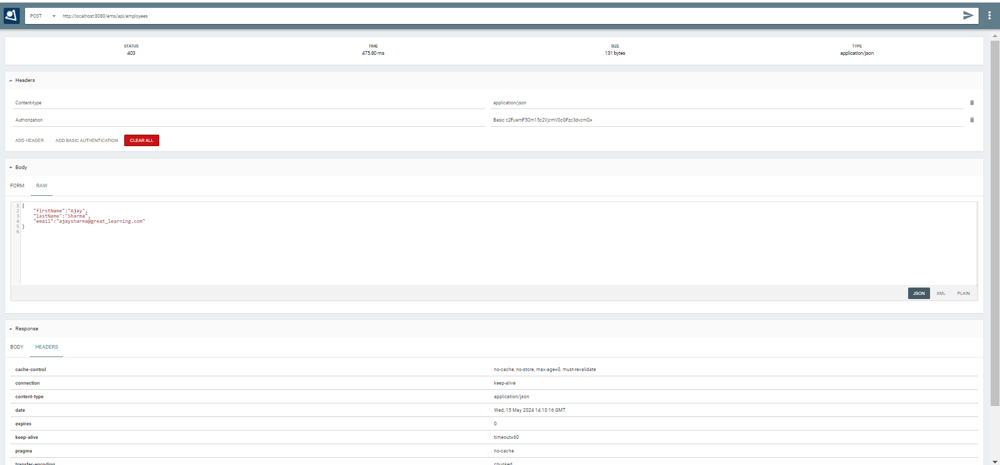 POST http://localhost:8080/ems/api/employees
STATUS TIME SIZE TYPE
403 475.80 ms 131 bytes application/json
Headers
Content-type application/json
Authorization Basic c2FuamF5Om15c2VjcmV0cGFzc3dvcmQ=
ADD HEADER ADD BASIC AUTHENTICATION CLEAR ALL
Body
FORM RAW
1 {
2 "firstName":"Ajay",
3 "lastName":"Sharma",
4 "email":"ajaysharma@great_learning.com"
5 }
6
JSON XML PLAIN
Response
BODY HEADERS
cache-control no-cache, no-store, max-age=0, must-revalidate
connection keep-alive
content-type application/json
date Wed, 15 May 2024 14:10:16 GMT
expires 0
keep-alive timeout=60
pragma no-cache
transfer-encoding chunked